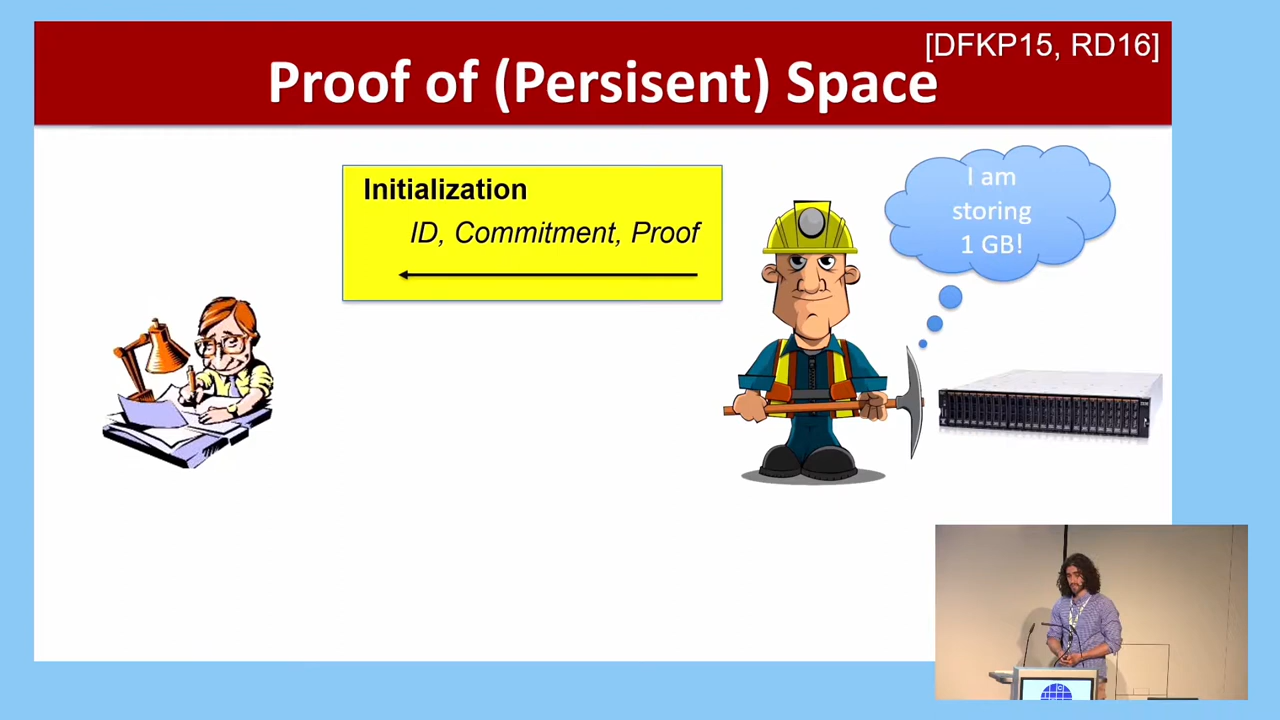 [DFKP15, RD16]
Proof of (Persisent) Space
Initialization
ID, Commitment, Proof
I am
storing
1 GB!